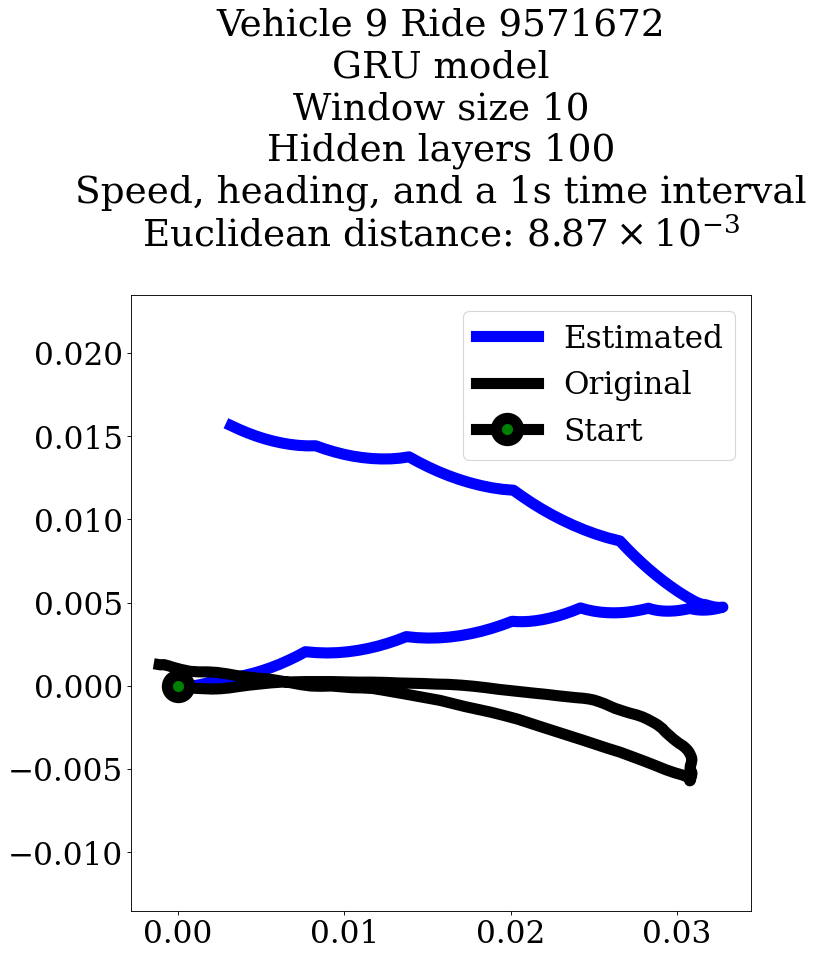 Vehicle 9 Ride 9571672
GRU model
Window size 10
Hidden layers 100
Speed, heading, and a 1s time interval
Euclidean distance: 8.87 × 10⁻³
Estimated
Original
Start
0.020
0.015
0.010
0.005
0.000
−0.005
−0.010
0.00 0.01 0.02 0.03